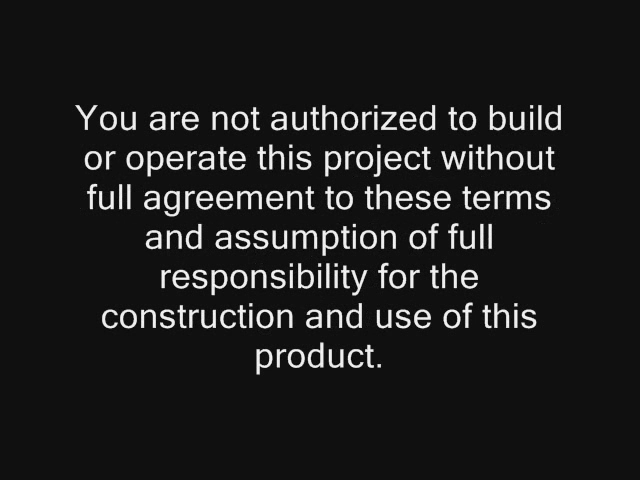 You are not authorized to build
or operate this project without
full agreement to these terms
and assumption of full
responsibility for the
construction and use of this
product.